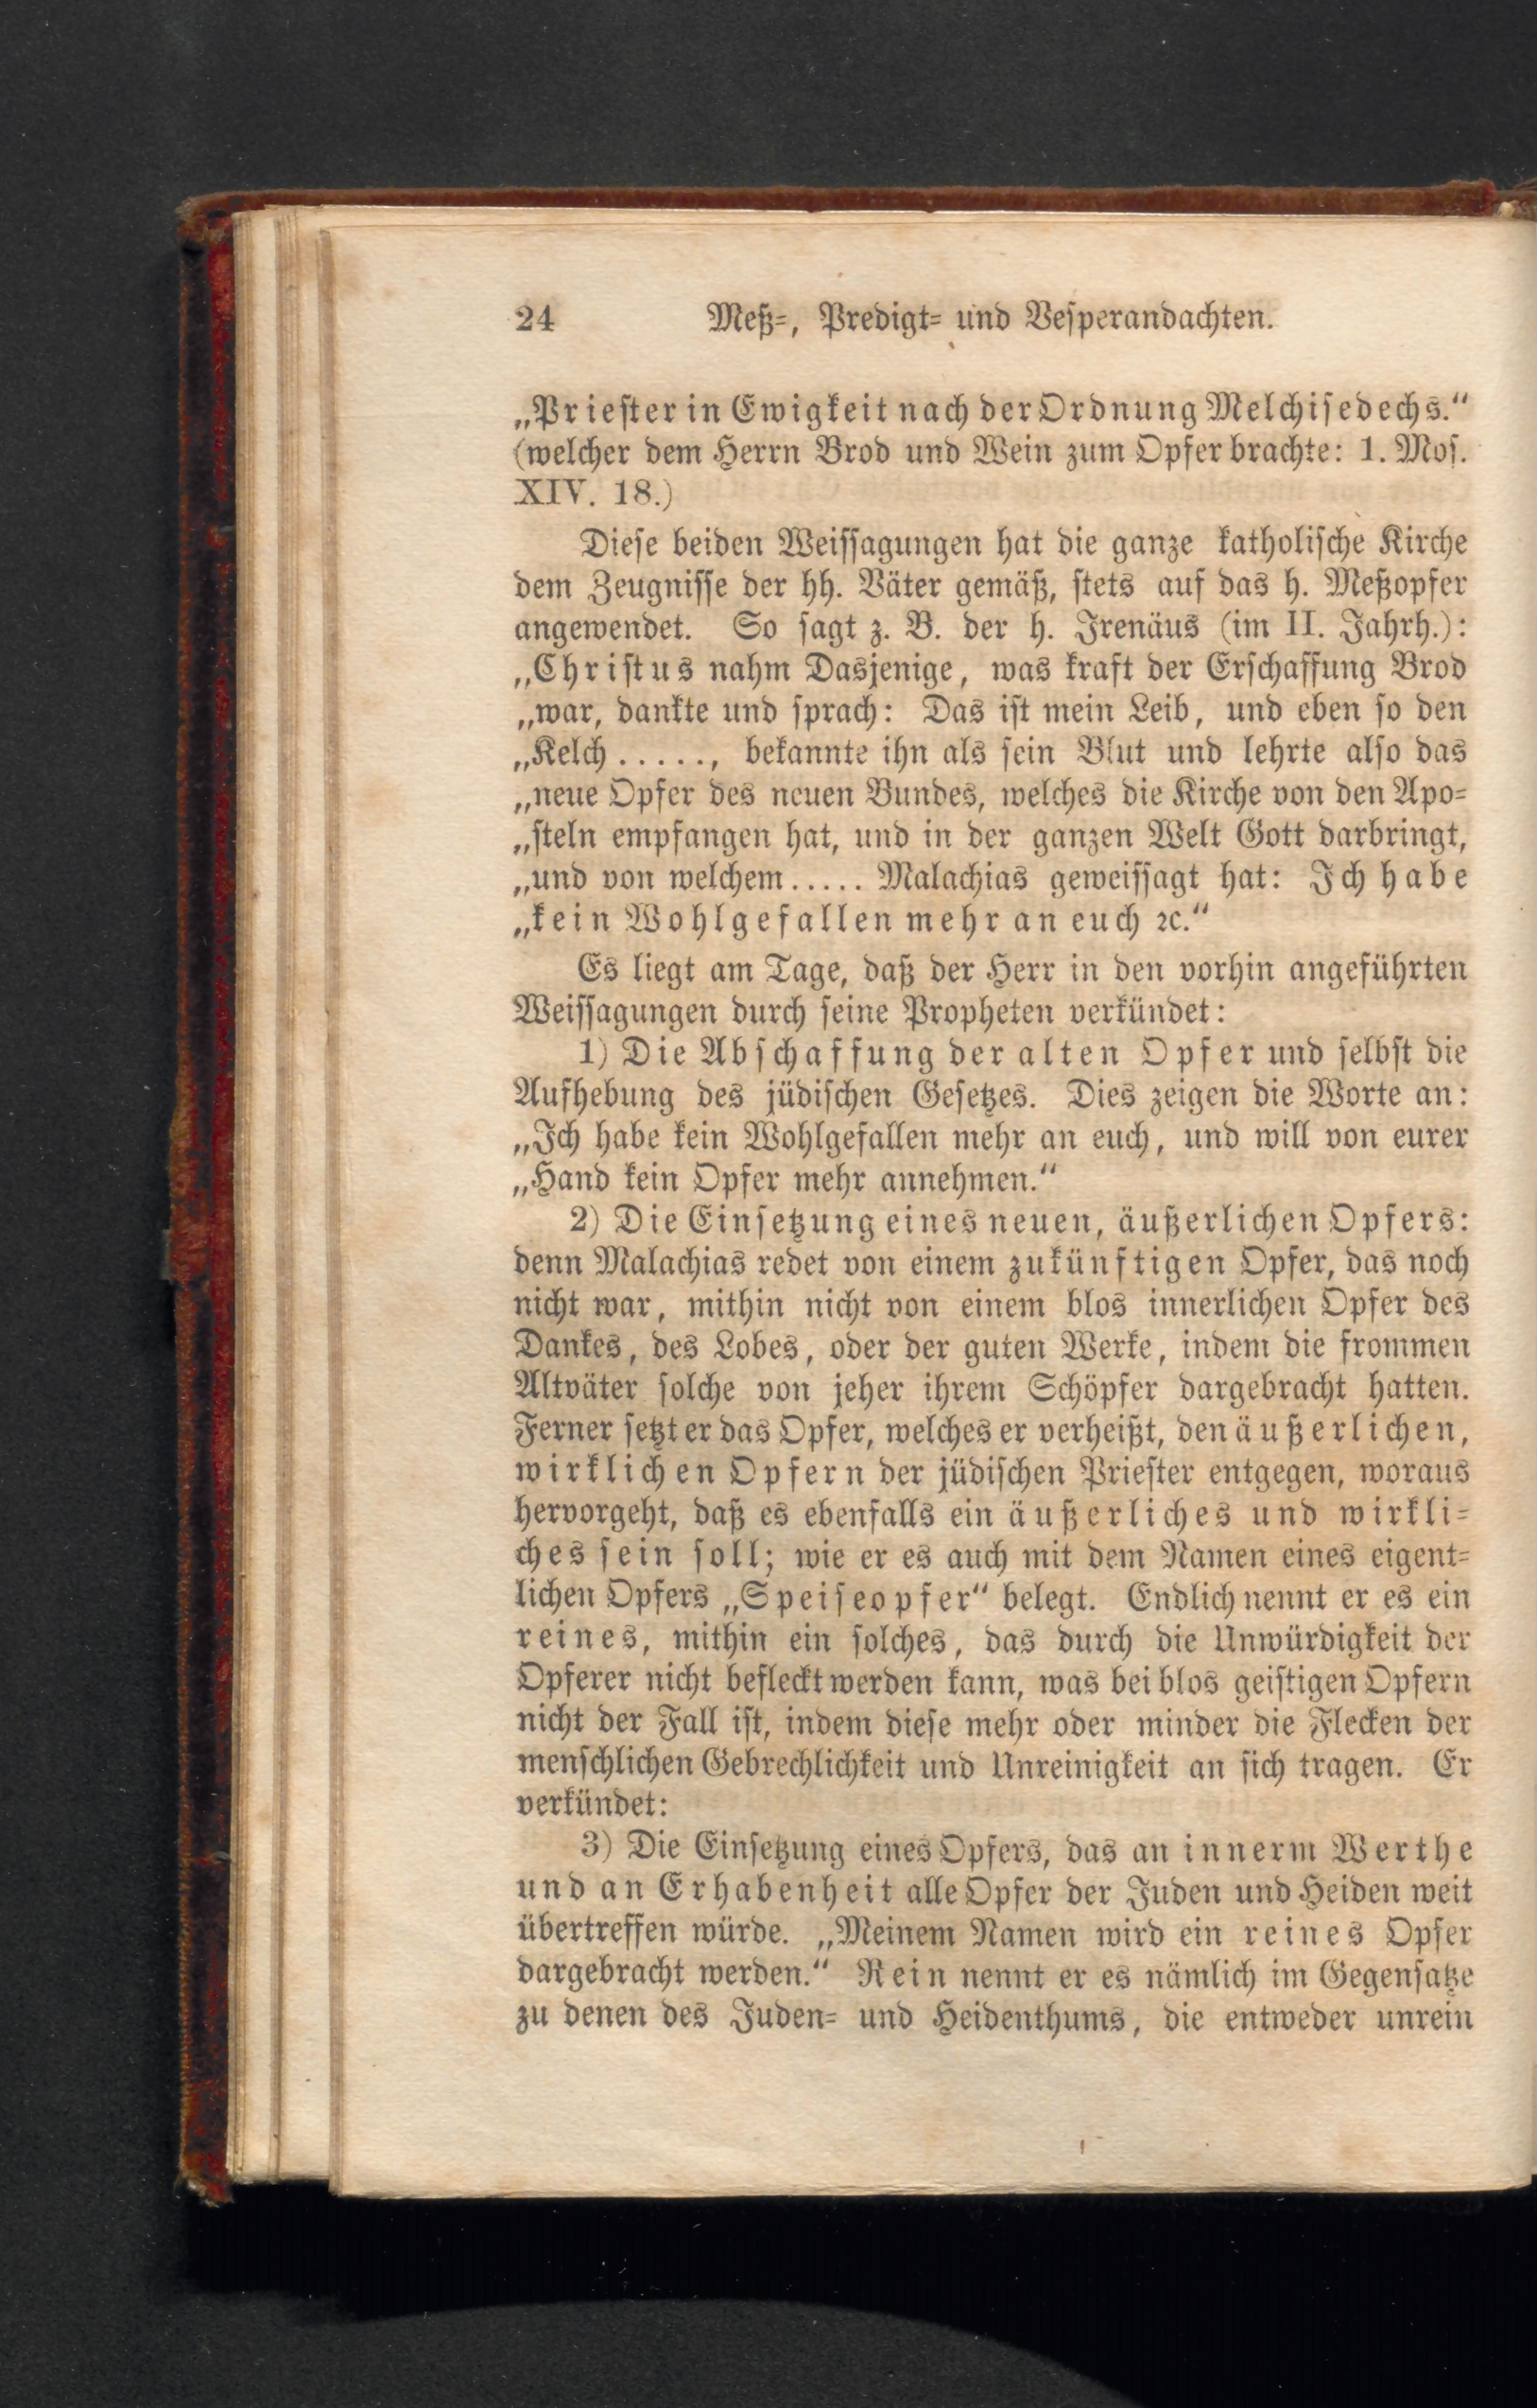 24 Meß-, Predigt- und Vesperandachten.
„Priester in Ewigkeit nach der Ordnung Melchisedechs.“
(welcher dem Herrn Brod und Wein zum Opfer brachte: 1. Mos.
XIV. 18.)
Diese beiden Weissagungen hat die ganze katholische Kirche
dem Zeugnisse der hh. Väter gemäß, stets auf das h. Meßopfer
angewendet. So sagt z. B. der h. Irenäus (im II. Jahrh.):
„Christus nahm Dasjenige, was kraft der Erschaffung Brod
„war, dankte und sprach: Das ist mein Leib, und eben so den
„Kelch....., bekannte ihn als sein Blut und lehrte also das
„neue Opfer des neuen Bundes, welches die Kirche von den Apo-
„steln empfangen hat, und in der ganzen Welt Gott darbringt,
„und von welchem..... Malachias geweissagt hat: Ich habe
„kein Wohlgefallen mehr an euch ꝛc.“
Es liegt am Tage, daß der Herr in den vorhin angeführten
Weissagungen durch seine Propheten verkündet:
1) Die Abschaffung der alten Opfer und selbst die
Aufhebung des jüdischen Gesetzes. Dies zeigen die Worte an:
„Ich habe kein Wohlgefallen mehr an euch, und will von eurer
„Hand kein Opfer mehr annehmen.“
2) Die Einsetzung eines neuen, äußerlichen Opfers:
denn Malachias redet von einem zukünftigen Opfer, das noch
nicht war, mithin nicht von einem blos innerlichen Opfer des
Dankes, des Lobes, oder der guten Werke, indem die frommen
Altväter solche von jeher ihrem Schöpfer dargebracht hatten.
Ferner setzt er das Opfer, welches er verheißt, den äußerlichen,
wirklichen Opfern der jüdischen Priester entgegen, woraus
hervorgeht, daß es ebenfalls ein äußerliches und wirkli-
ches sein soll; wie er es auch mit dem Namen eines eigent-
lichen Opfers „Speiseopfer“ belegt. Endlich nennt er es ein
reines, mithin ein solches, das durch die Unwürdigkeit der
Opferer nicht befleckt werden kann, was bei blos geistigen Opfern
nicht der Fall ist, indem diese mehr oder minder die Flecken der
menschlichen Gebrechlichkeit und Unreinigkeit an sich tragen. Er
verkündet:
3) Die Einsetzung eines Opfers, das an innerm Werthe
und an Erhabenheit alle Opfer der Juden und Heiden weit
übertreffen würde. „Meinem Namen wird ein reines Opfer
dargebracht werden.“ Rein nennt er es nämlich im Gegensatze
zu denen des Juden- und Heidenthums, die entweder unrein